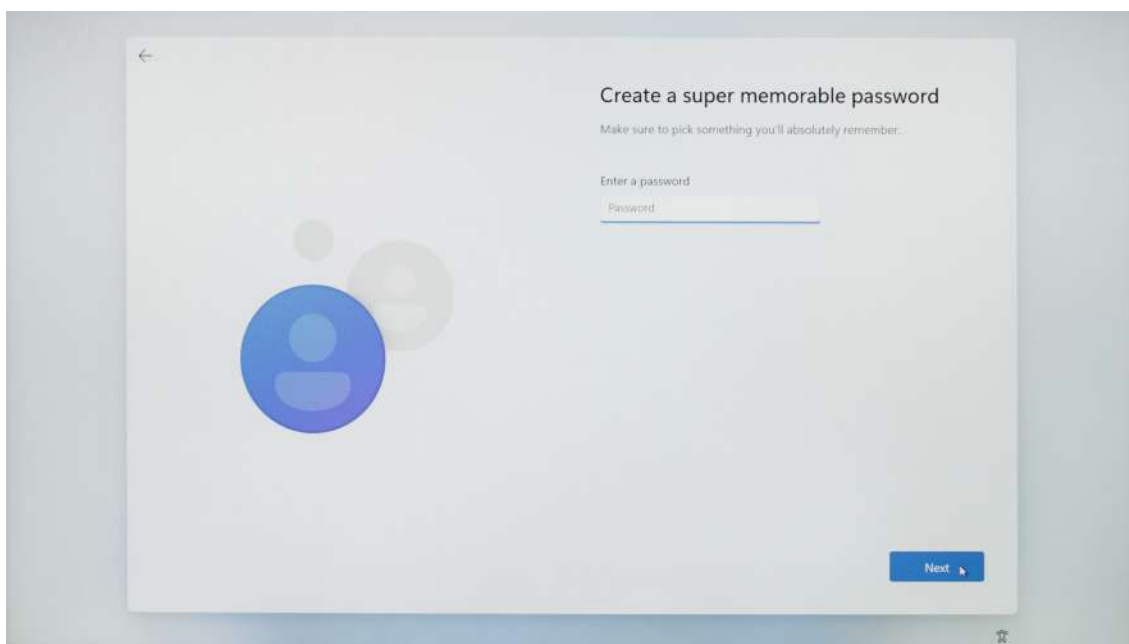 Create a super memorable password
Make sure to pick something you'll absolutely remember.
Enter a password
Password
Next